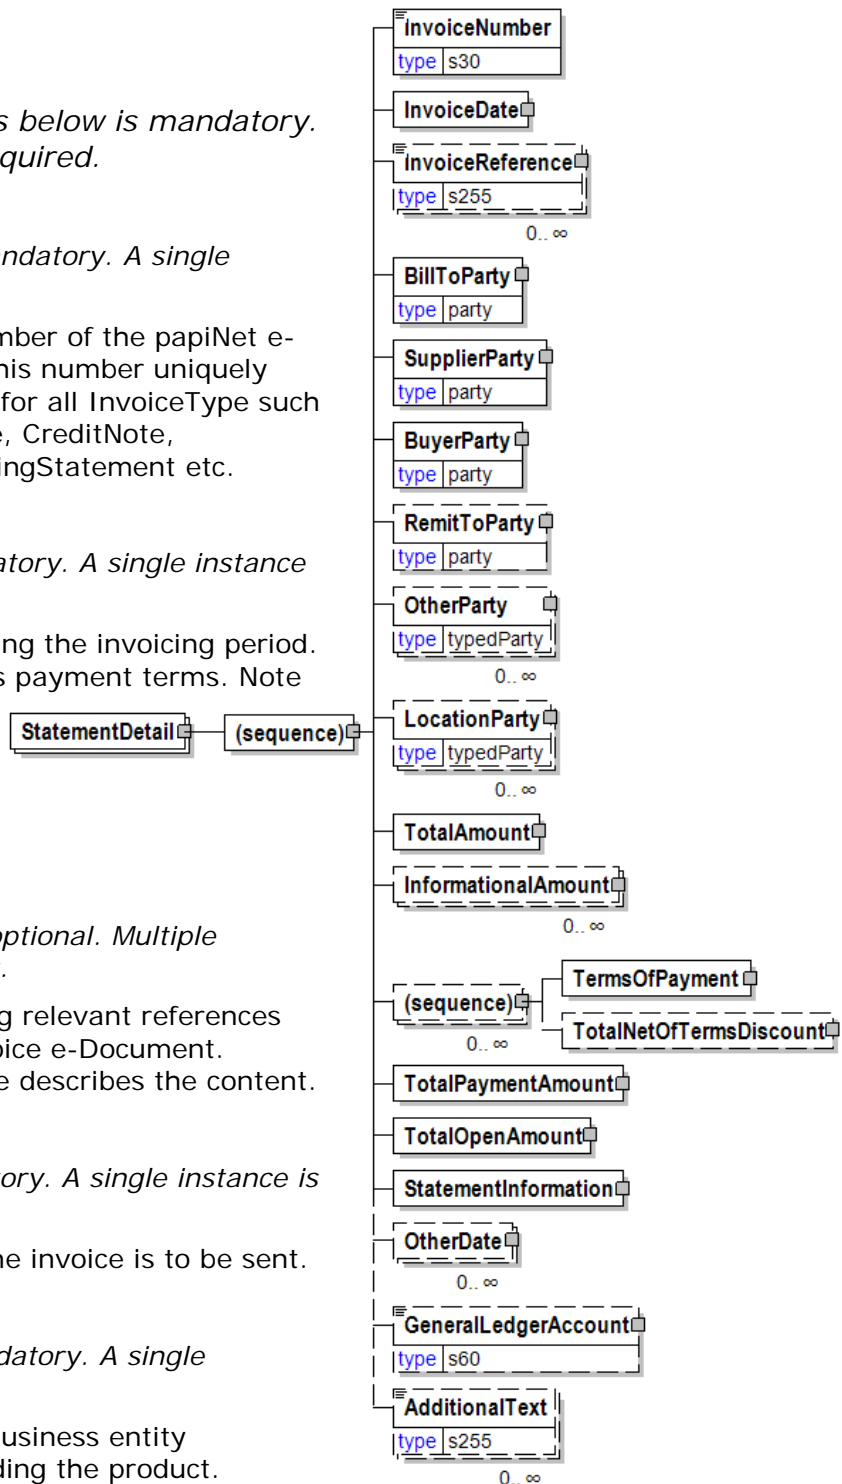 s below is mandatory.
quired.
ndatory. A single
mber of the papiNet e-
his number uniquely
for all InvoiceType such
e, CreditNote,
ingStatement etc.
atory. A single instance
ing the invoicing period.
s payment terms. Note
StatementDetail
(sequence)
optional. Multiple
.
g relevant references
oice e-Document.
e describes the content.
tory. A single instance is
he invoice is to be sent.
datory. A single
usiness entity
ding the product.
InvoiceNumber
type s30
InvoiceDate
InvoiceReference
type s255
0.. ∞
BillToParty
type party
SupplierParty
type party
BuyerParty
type party
RemitToParty
type party
OtherParty
type typedParty
0.. ∞
LocationParty
type typedParty
0.. ∞
TotalAmount
InformationalAmount
0.. ∞
(sequence)
0.. ∞
TermsOfPayment
TotalNetOfTermsDiscount
TotalPaymentAmount
TotalOpenAmount
StatementInformation
OtherDate
0.. ∞
GeneralLedgerAccount
type s60
AdditionalText
type s255
0.. ∞